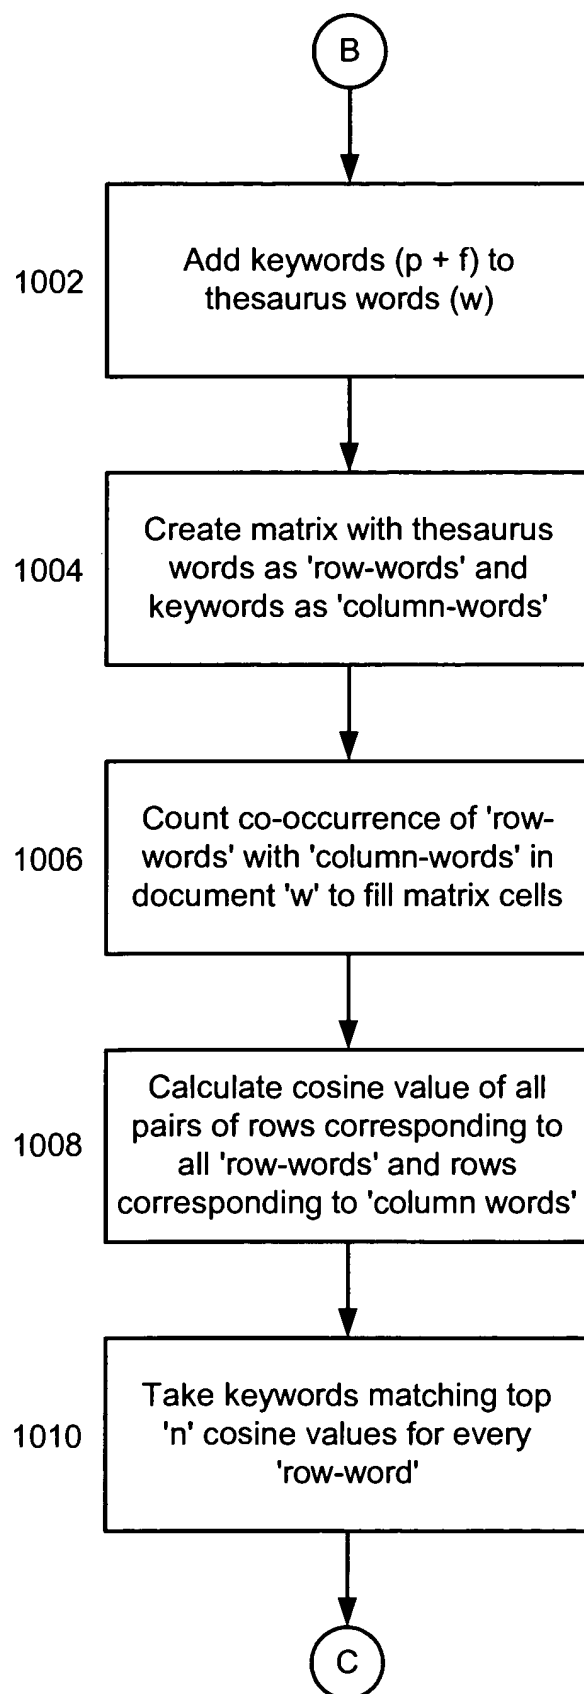 B
1002
Add keywords (p + f) to
thesaurus words (w)
1004
Create matrix with thesaurus
words as 'row-words' and
keywords as 'column-words'
1006
Count co-occurrence of 'row-
words' with 'column-words' in
document 'w' to fill matrix cells
1008
Calculate cosine value of all
pairs of rows corresponding to
all 'row-words' and rows
corresponding to 'column words'
1010
Take keywords matching top
'n' cosine values for every
'row-word'
C